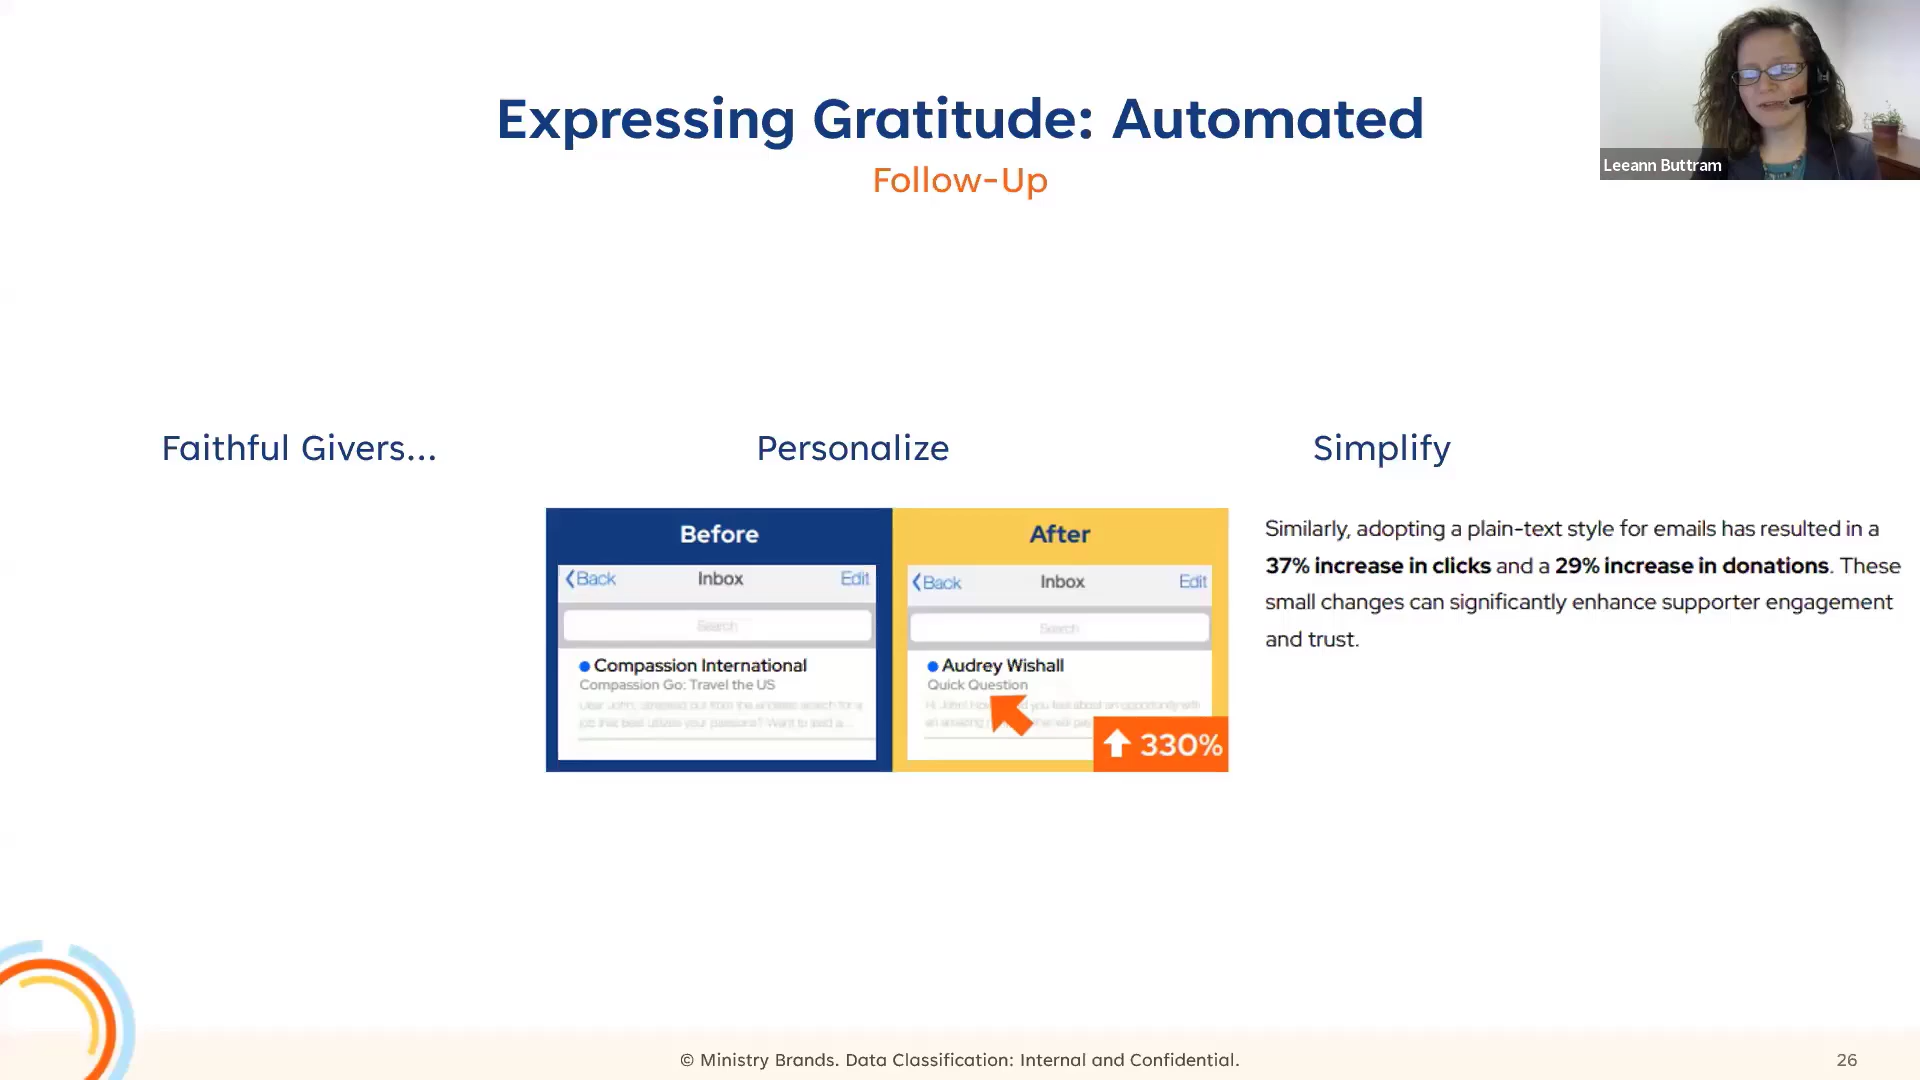 Expressing Gratitude: Automated
Follow-Up
Leeann Buttram
Faithful Givers...
Personalize
Simplify
Before
Back Inbox Edit
Search
Compassion International
Compassion Go: Travel the US
After
Back Inbox Edit
Search
Audrey Wishall
Quick Question
330%
Similarly, adopting a plain-text style for emails has resulted in a
37% increase in clicks and a 29% increase in donations. These
small changes can significantly enhance supporter engagement
and trust.
© Ministry Brands. Data Classification: Internal and Confidential.
26